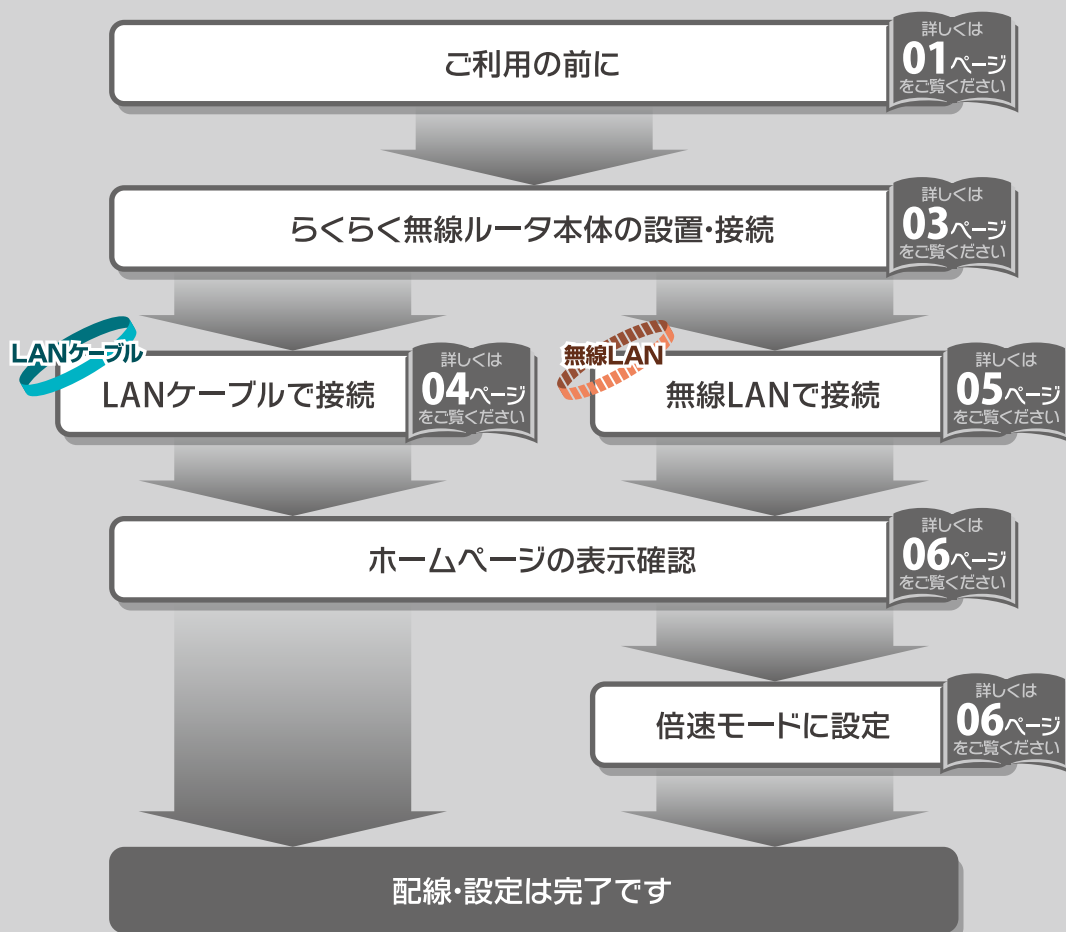 ご利用の前に
詳しくは
01ページ
をご覧ください
らくらく無線ルータ本体の設置・接続
詳しくは
03ページ
をご覧ください
LANケーブル
LANケーブルで接続
詳しくは
04ページ
をご覧ください
無線LAN
無線LANで接続
詳しくは
05ページ
をご覧ください
ホームページの表示確認
詳しくは
06ページ
をご覧ください
倍速モードに設定
詳しくは
06ページ
をご覧ください
配線・設定は完了です